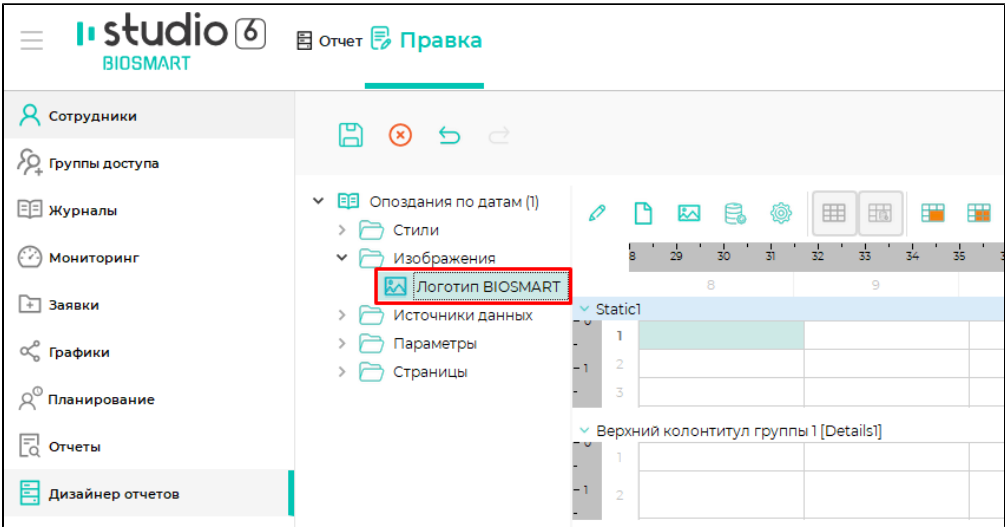 studio 6
BIOSMART
Отчет
Правка
Сотрудники
Группы доступа
Журналы
Мониторинг
Заявки
Графики
Планирование
Отчеты
Дизайнер отчетов
Опоздания по датам (1)
Стили
Изображения
Логотип BIOSMART
Источники данных
Параметры
Страницы
29 30 31 32 33 34 35
8 9
Static1
1
2
3
Верхний колонтитул группы 1 [Details1]
1
2